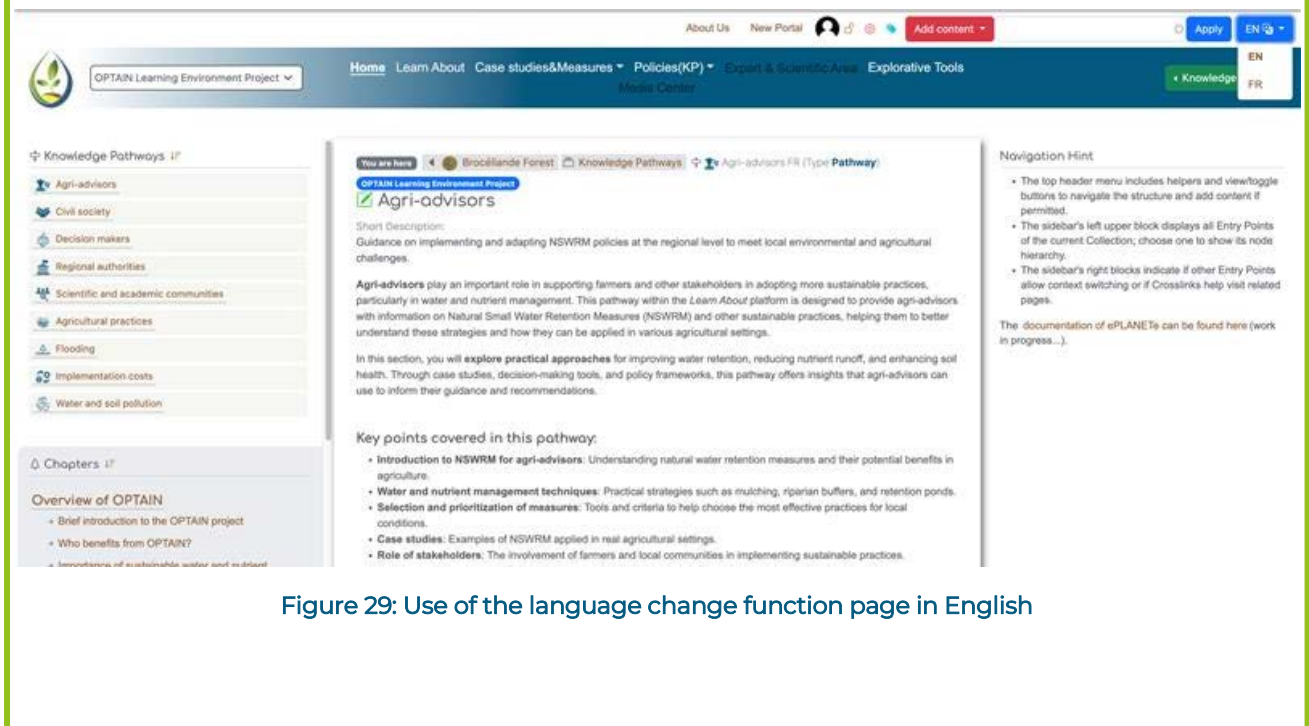 About Us New Portal Add content Apply EN
EN
FR
OPTAIN Learning Environment Project
Home Learn About Case studies&Measures Policies(KP) Expert & Scientific Area Explorative Tools
Media Center
Knowledge
Knowledge Pathways
Agri-advisors
Civil society
Decision makers
Regional authorities
Scientific and academic communities
Agricultural practices
Flooding
Implementation costs
Water and soil pollution
Chapters
Overview of OPTAIN
Brief introduction to the OPTAIN project
Who benefits from OPTAIN?
Importance of sustainable water and nutrient
You are here Brocéliande Forest Knowledge Pathways Agri-advisors FR (Type Pathway)
OPTAIN Learning Environment Project
Agri-advisors
Short Description:
Guidance on implementing and adapting NSWRM policies at the regional level to meet local environmental and agricultural
challenges.
Agri-advisors play an important role in supporting farmers and other stakeholders in adopting more sustainable practices,
particularly in water and nutrient management. This pathway within the Learn About platform is designed to provide agri-advisors
with information on Natural Small Water Retention Measures (NSWRM) and other sustainable practices, helping them to better
understand these strategies and how they can be applied in various agricultural settings.
In this section, you will explore practical approaches for improving water retention, reducing nutrient runoff, and enhancing soil
health. Through case studies, decision-making tools, and policy frameworks, this pathway offers insights that agri-advisors can
use to inform their guidance and recommendations.
Key points covered in this pathway:
Introduction to NSWRM for agri-advisors: Understanding natural water retention measures and their potential benefits in
agriculture.
Water and nutrient management techniques: Practical strategies such as mulching, riparian buffers, and retention ponds.
Selection and prioritization of measures: Tools and criteria to help choose the most effective practices for local
conditions.
Case studies: Examples of NSWRM applied in real agricultural settings.
Role of stakeholders: The involvement of farmers and local communities in implementing sustainable practices.
Navigation Hint
The top header menu includes helpers and view/toggle
buttons to navigate the structure and add content if
permitted.
The sidebar's left upper block displays all Entry Points
of the current Collection; choose one to show its node
hierarchy.
The sidebar's right blocks indicate if other Entry Points
allow context switching or if Crosslinks help visit related
pages.
The documentation of ePLANETe can be found here (work
in progress...).
Figure 29: Use of the language change function page in English